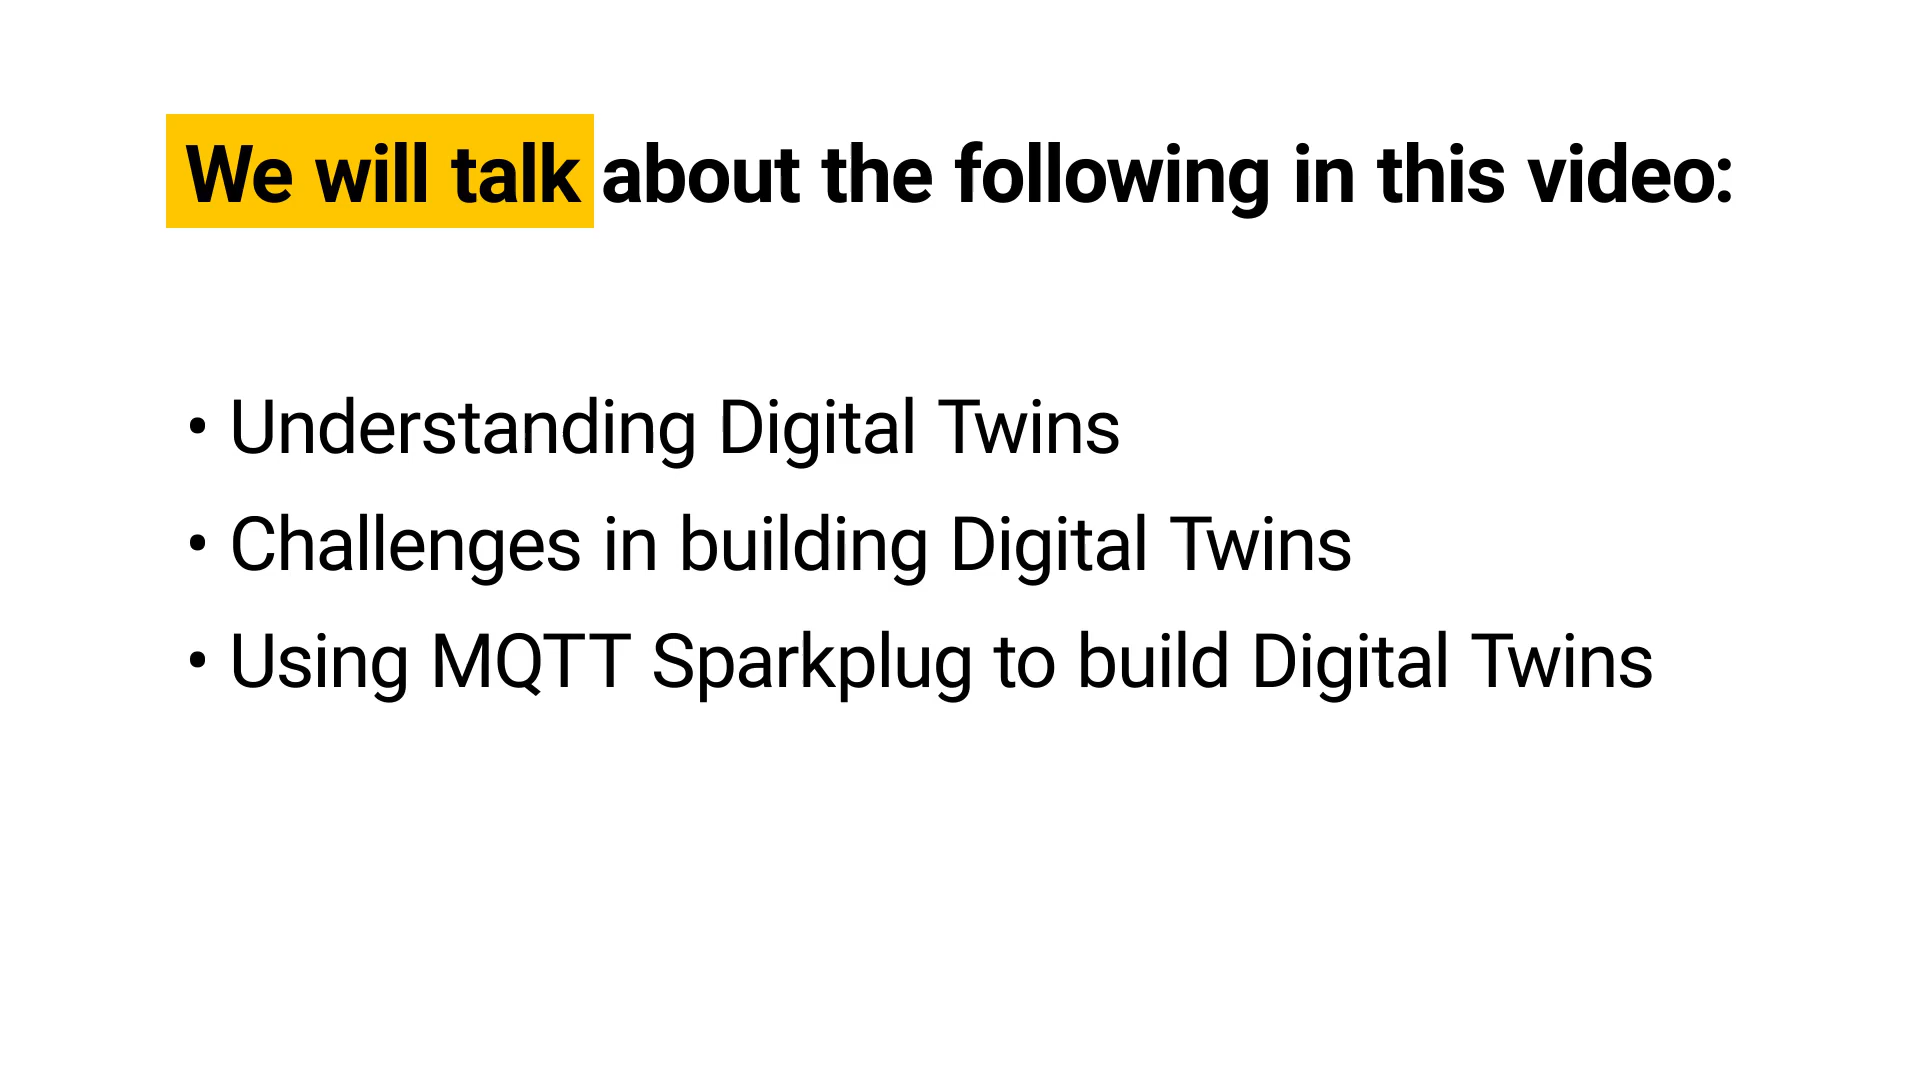 We will talk about the following in this video:
• Understanding Digital Twins
• Challenges in building Digital Twins
• Using MQTT Sparkplug to build Digital Twins